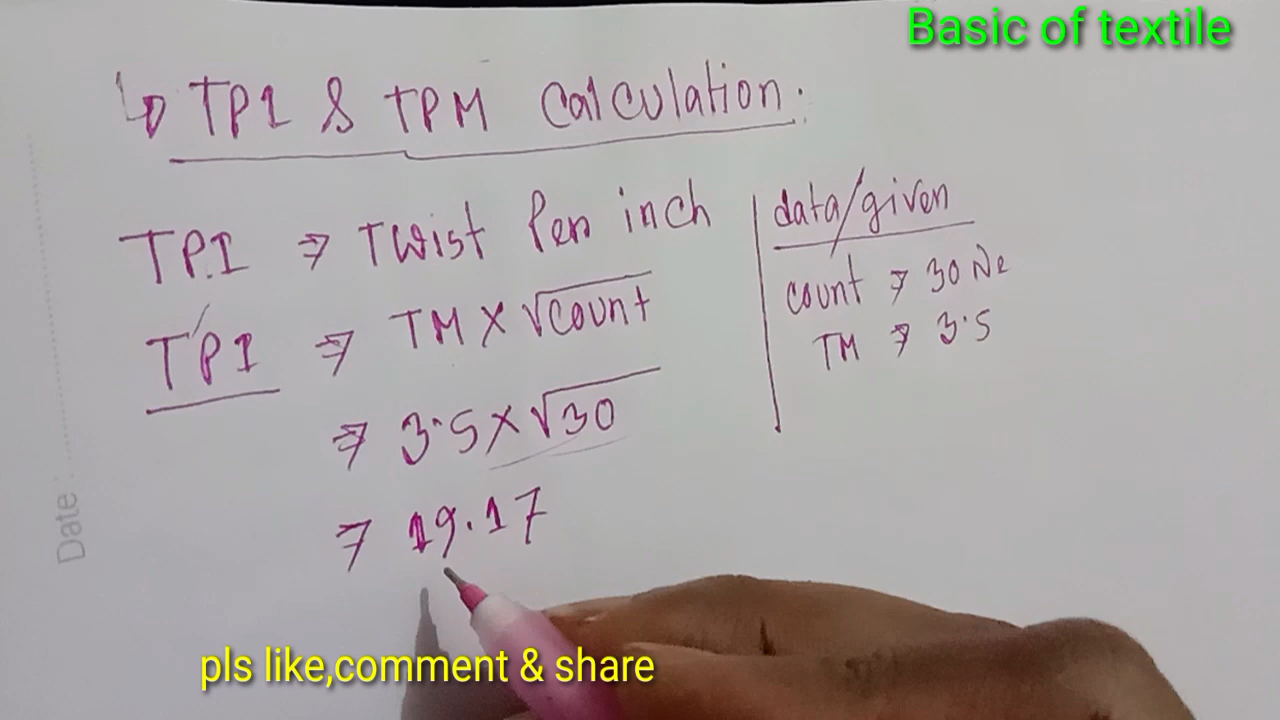 Basic of textile
↳ TPI & TPM Calculation.
TPI ⇒ Twist Per inch
TPI ⇒ TM × √count
⇒ 3.5 × √30
⇒ 19.17
data/given
count ⇒ 30 Ne
TM ⇒ 3.5
Date :
pls like,comment & share